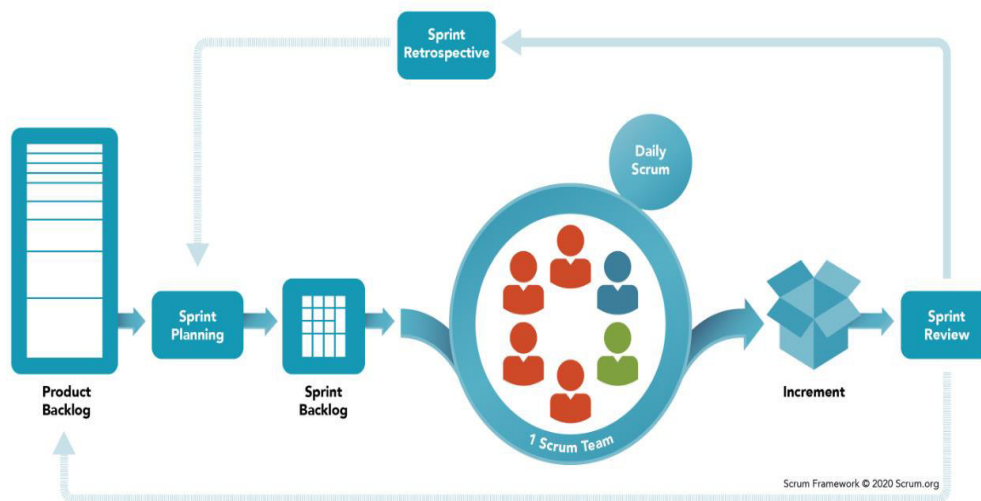 Sprint
Retrospective
Daily
Scrum
Sprint
Planning
Sprint
Review
Product
Backlog
Sprint
Backlog
Increment
1 Scrum Team
Scrum Framework © 2020 Scrum.org